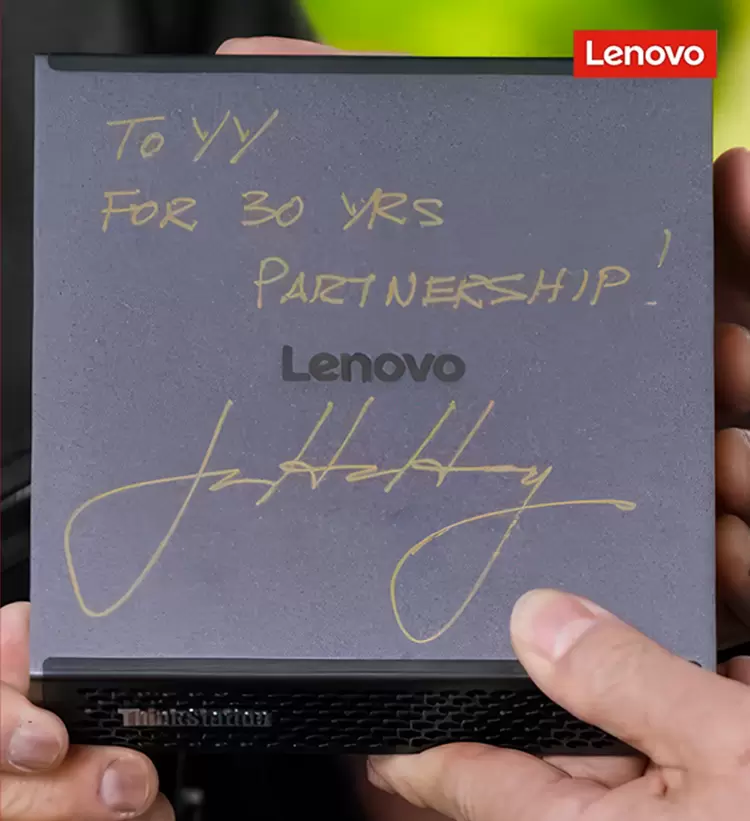 Lenovo
To YY
FOR 30 YRS
PARTNERSHIP!
Lenovo
ThinkStation